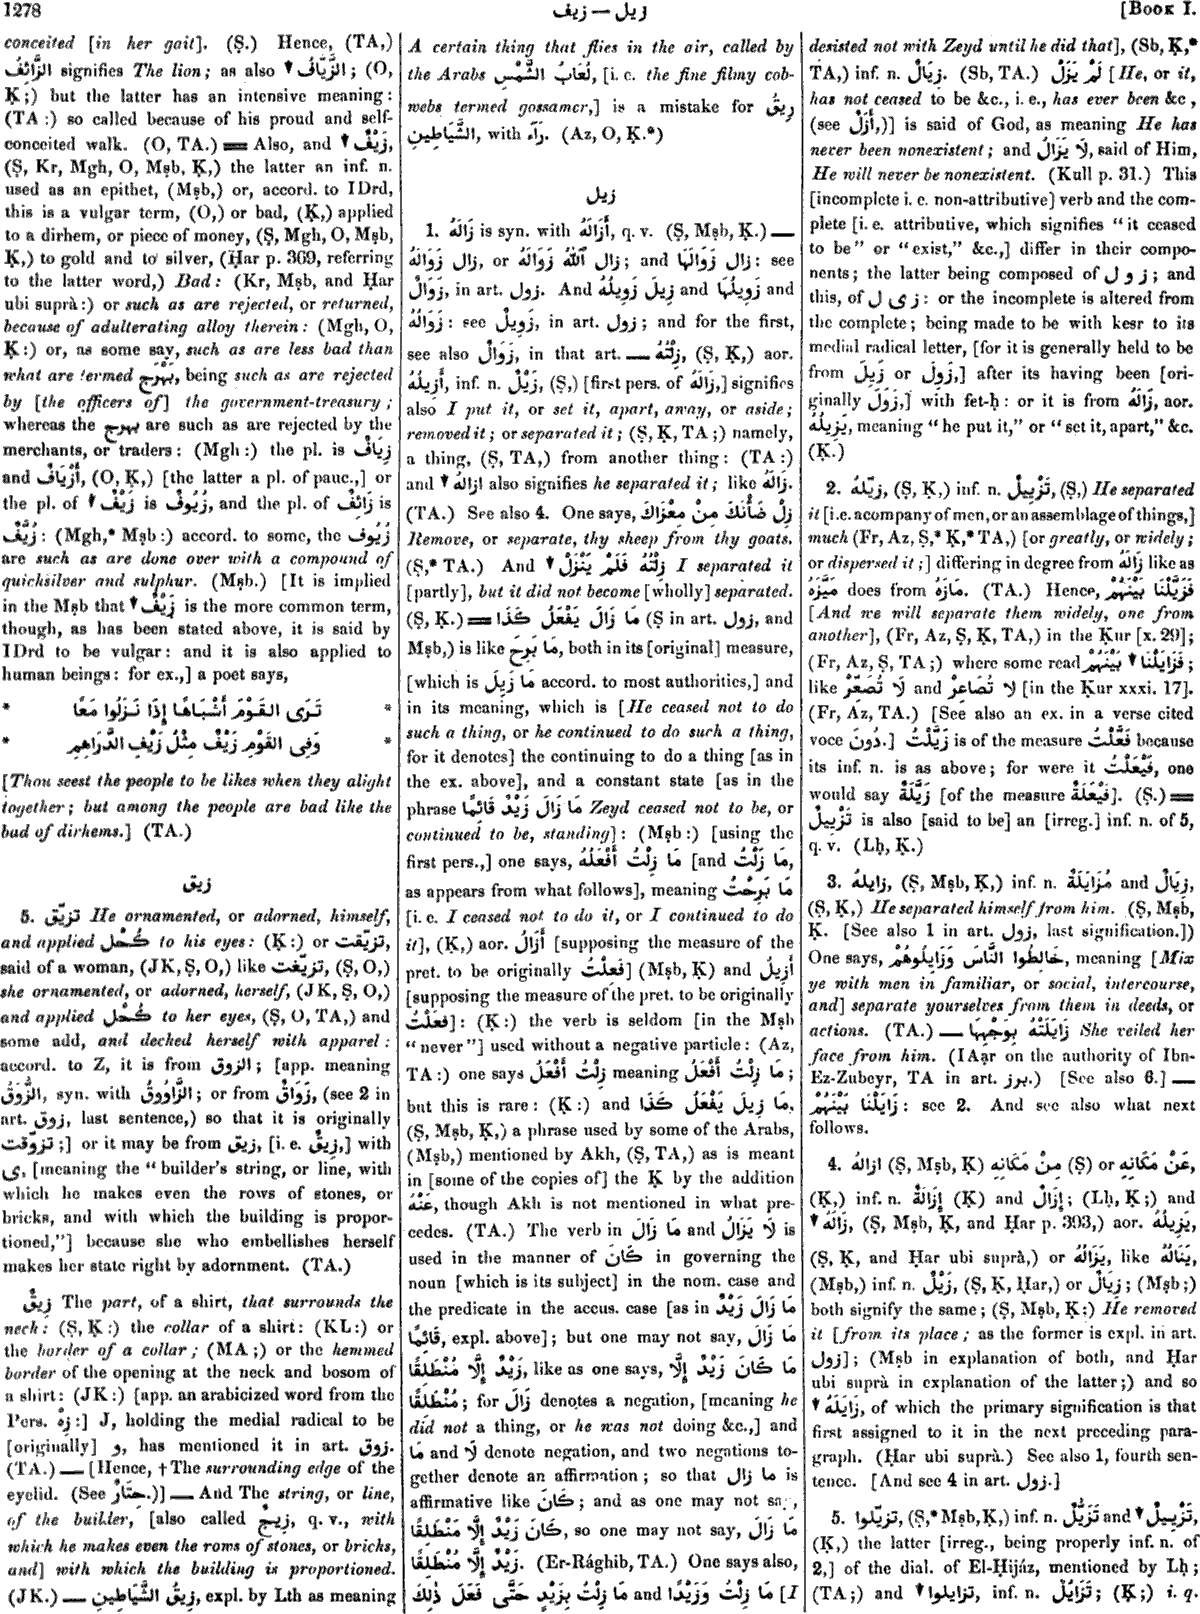 1278
زيل — زيف
[Book I.
conceited [in her gait]. (Ṣ.) Hence, (TA,)
الزَّائِفُ signifies The lion; as also ↑ الزَّيَّافُ; (O,
Ḳ;) but the latter has an intensive meaning:
(TA:) so called because of his proud and self-
conceited walk. (O, TA.) ＝ Also, and ↑ زَيْفٌ,
(Ṣ, Kr, Mgh, O, Mṣb, Ḳ,) the latter an inf. n.
used as an epithet, (Mṣb,) or, accord. to IDrd,
this is a vulgar term, (O,) or bad, (Ḳ,) applied
to a dirhem, or piece of money, (Ṣ, Mgh, O, Mṣb,
Ḳ,) to gold and to silver, (Ḥar p. 369, referring
to the latter word,) Bad: (Kr, Mṣb, and Ḥar
ubi suprà:) or such as are rejected, or returned,
because of adulterating alloy therein: (Mgh, O,
Ḳ:) or, as some say, such as are less bad than
what are termed بَهْرَج, being such as are rejected
by [the officers of] the government-treasury;
whereas the بهرج are such as are rejected by the
merchants, or traders: (Mgh:) the pl. is زِيَافٌ
and أَزْيَافٌ, (O, Ḳ,) [the latter a pl. of pauc.,] or
the pl. of ↑ زَيْفٌ is زُيُوفٌ, and the pl. of زَائِفٌ is
زُيَّفٌ: (Mgh,* Mṣb:) accord. to some, the زُيُوف
are such as are done over with a compound of
quicksilver and sulphur. (Mṣb.) [It is implied
in the Mṣb that ↑ زَيْفٌ is the more common term,
though, as has been stated above, it is said by
IDrd to be vulgar: and it is also applied to
human beings: for ex.,] a poet says,
* تَرَى القَوْمَ أَشْبَاهًا إِذَا نَزَلُوا مَعًا *
* وَفِى القَوْمِ زَيْفٌ مِثْلُ زَيْفِ الدَّرَاهِمِ *
[Thou seest the people to be likes when they alight
together; but among the people are bad like the
bad of dirhems.] (TA.)
زيق
5. تزيّق He ornamented, or adorned, himself,
and applied كُحْل to his eyes: (Ḳ:) or تزيّقت,
said of a woman, (JK, Ṣ, O,) like تزيّغت, (Ṣ, O,)
she ornamented, or adorned, herself, (JK, Ṣ, O,)
and applied كُحْل to her eyes, (Ṣ, O, TA,) and
some add, and decked herself with apparel:
accord. to Z, it is from الزوق; [app. meaning
الزُّوَقُ, syn. with الزَّاوُوقُ; or from زَوَاقٌ, (see 2 in
art. زوق, last sentence,) so that it is originally
تزوّقت;] or it may be from زيق, [i. e. زِيقٌ,] with
ى, [meaning the "builder's string, or line, with
which he makes even the rows of stones, or
bricks, and with which the building is propor-
tioned,"] because she who embellishes herself
makes her state right by adornment. (TA.)
زِيقٌ The part, of a shirt, that surrounds the
neck: (Ṣ, Ḳ:) the collar of a shirt: (KL:) or
the border of a collar; (MA;) or the hemmed
border of the opening at the neck and bosom of
a shirt: (JK:) [app. an arabicized word from the
Pers. زِهْ:] J, holding the medial radical to be
[originally] و, has mentioned it in art. زوق.
(TA.) — [Hence, † The surrounding edge of the
eyelid. (See حِتَارٌ.)] — And The string, or line,
of the builder, [also called زِيجٌ, q. v., with
which he makes even the rows of stones, or bricks,
and] with which the building is proportioned.
(JK.) — زِيقُ الشَّيَاطِينِ, expl. by Lth as meaning
A certain thing that flies in the air, called by
the Arabs لُعَابُ الشَّمْسِ, [i. e. the fine filmy cob-
webs termed gossamer,] is a mistake for رِيقُ
الشَّيَاطِينِ, with رآء. (Az, O, Ḳ.*)
زيل
1. زَالَهُ is syn. with أَزَالَهُ, q. v. (Ṣ, Mṣb, Ḳ.) —
زال زَوَالُهُ, or زال ٱللّٰهُ زَوَالَهُ; and زال زَوَالَهَا: see
زَوَالٌ, in art. زول. And زِيلَ زَوِيلُهُ and زَوِيلُهَا and
زَوَالُهُ: see زَوِيلٌ, in art. زول; and for the first,
see also زَوَالٌ, in that art. — زِلْتُهُ, (Ṣ, Ḳ,) aor.
أَزِيلُهُ, inf. n. زَيْلٌ, (Ṣ,) [first pers. of زَالَهُ,] signifies
also I put it, or set it, apart, away, or aside;
removed it; or separated it; (Ṣ, Ḳ, TA;) namely,
a thing, (Ṣ, TA,) from another thing: (TA:)
and ↑ ازالهُ also signifies he separated it; like زَالَهُ.
(TA.) See also 4. One says, زِلْ ضَأْنَكَ مِنْ مِعْزَاكَ
Remove, or separate, thy sheep from thy goats.
(Ṣ,* TA.) And ↑ زِلْتُهُ فَلَمْ يَنْزَلْ I separated it
[partly], but it did not become [wholly] separated.
(Ṣ, Ḳ.) ＝ مَا زَالَ يَفْعَلُ كَذَا (Ṣ in art. زول, and
Mṣb,) is like مَا بَرِحَ, both in its [original] measure,
[which is مَا زَيِلَ accord. to most authorities,] and
in its meaning, which is [He ceased not to do
such a thing, or he continued to do such a thing,
for it denotes] the continuing to do a thing [as in
the ex. above], and a constant state [as in the
phrase مَا زَالَ زَيْدٌ قَائِمًا Zeyd ceased not to be, or
continued to be, standing]: (Mṣb:) [using the
first pers.,] one says, مَا زِلْتُ أَفْعَلُهُ [and مَا زَلْتُ,
as appears from what follows], meaning مَا بَرِحْتُ
[i. e. I ceased not to do it, or I continued to do
it], (Ḳ,) aor. أَزَالُ [supposing the measure of the
pret. to be originally فَعِلْتُ] (Mṣb, Ḳ) and أَزِيلُ
[supposing the measure of the pret. to be originally
فَعَلْتُ]: (Ḳ:) the verb is seldom [in the Mṣb
"never"] used without a negative particle: (Az,
TA:) one says زِلْتُ أَفْعَلُ meaning مَا زِلْتُ أَفْعَلُ;
but this is rare: (Ḳ:) and مَا زِيلَ يَفْعَلُ كَذَا,
(Ṣ, Mṣb, Ḳ,) a phrase used by some of the Arabs,
(Mṣb,) mentioned by Akh, (Ṣ, TA,) as is meant
in [some of the copies of] the Ḳ by the addition
عَنْهُ, though Akh is not mentioned in what pre-
cedes. (TA.) The verb in مَا زَالَ and لَا يَزَالُ is
used in the manner of كَانَ in governing the
noun [which is its subject] in the nom. case and
the predicate in the accus. case [as in مَا زَالَ زَيْدٌ
قَائِمًا, expl. above]; but one may not say, مَا زَالَ
زَيْدٌ إِلَّا مُنْطَلِقًا, like as one says, مَا كَانَ زَيْدٌ إِلَّا
مُنْطَلِقًا; for زَالَ denotes a negation, [meaning he
did not a thing, or he was not doing &c.,] and
مَا and لَا denote negation, and two negations to-
gether denote an affirmation; so that ما زال is
affirmative like كَانَ; and as one may not say,
كَانَ زَيْدٌ إِلَّا مُنْطَلِقًا, so one may not say, مَا زَالَ
زَيْدٌ إِلَّا مُنْطَلِقًا. (Er-Rághib, TA.) One says also,
مَا زِلْتُ بِزَيْدٍ حَتَّى فَعَلَ ذٰلِكَ and مَا زِلْتُ وَزَيْدًا [I
desisted not with Zeyd until he did that], (Sb, Ḳ,*
TA,) inf. n. زِيَالٌ. (Sb, TA.) لَمْ يَزَلْ [He, or it,
has not ceased to be &c., i. e., has ever been &c,
(see أَزَلٌ,)] is said of God, as meaning He has
never been nonexistent; and لَا يَزَالُ, said of Him,
He will never be nonexistent. (Kull p. 31.) This
[incomplete i. e. non-attributive] verb and the com-
plete [i. e. attributive, which signifies "it ceased
to be" or "exist," &c.,] differ in their compo-
nents; the latter being composed of ز و ل; and
this, of ز ى ل: or the incomplete is altered from
the complete; being made to be with kesr to its
medial radical letter, [for it is generally held to be
from زَيِلَ or زَوِلَ,] after its having been [ori-
ginally زَوَلَ,] with fet-ḥ: or it is from زَالَهُ, aor.
يَزِيلُهُ, meaning "he put it," or "set it, apart," &c.
(Ḳ.)
2. زيّلهُ, (Ṣ, Ḳ,) inf. n. تَزْيِيلٌ, (Ṣ,) He separated
it [i.e. a company of men, or an assemblage of things,]
much (Fr, Az, Ṣ,* Ḳ,* TA,) [or greatly, or widely;
or dispersed it;] differing in degree from زَالَهُ like as
مَيَّزَهُ does from مَازَهُ. (TA.) Hence, فَزَيَّلْنَا بَيْنَهُمْ
[And we will separate them widely, one from
another], (Fr, Az, Ṣ, Ḳ, TA,) in the Ḳur [x. 29];
(Fr, Az, Ṣ, TA;) where some read ↑ فَزَايَلْنَا بَيْنَهُمْ;
like لَا تُصَعِّرْ and لَا تُصَاعِرْ [in the Ḳur xxxi. 17].
(Fr, Az, TA.) [See also an ex. in a verse cited
voce دُونَ.] زَيَّلْتُ is of the measure فَعَّلْتُ because
its inf. n. is as above; for were it فَيْعَلْتُ, one
would say زَيَّلَةٌ [of the measure فَيْعَلَةٌ]. (Ṣ.) ＝
تَزْيِيلٌ is also [said to be] an [irreg.] inf. n. of 5,
q. v. (Lḥ, Ḳ.)
3. زايلهُ, (Ṣ, Mṣb, Ḳ,) inf. n. مُزَايَلَةٌ and زِيَالٌ,
(Ṣ, Ḳ,) He separated himself from him. (Ṣ, Mṣb,
Ḳ. [See also 1 in art. زول, last signification.])
One says, خَالِطُوا النَّاسَ وَزَايِلُوهُمْ, meaning [Mix
ye with men in familiar, or social, intercourse,
and] separate yourselves from them in deeds, or
actions. (TA.) — زَايَلَتْهُ بِوَجْهِهَا She veiled her
face from him. (IAạr on the authority of Ibn-
Ez-Zubeyr, TA in art. برز.) [See also 6.] —
زَايَلْنَا بَيْنَهُمْ: see 2. And see also what next
follows.
4. ازالهُ (Ṣ, Mṣb, Ḳ) مِنْ مَكَانِهِ (Ṣ) or عَنْ مَكَانِهِ,
(Ḳ,) inf. n. إِزَالَةٌ (Ḳ) and إِزَالٌ; (Lḥ, Ḳ;) and
↑ زَالَهُ, (Ṣ, Mṣb, Ḳ, and Ḥar p. 393,) aor. يَزِيلُهُ,
(Ṣ, Ḳ, and Ḥar ubi suprà,) or يَزَالُهُ, like يَنَالُهُ,
(Mṣb,) inf. n. زَيْلٌ, (Ṣ, Ḳ, Ḥar,) or زِيَالٌ; (Mṣb;)
both signify the same; (Ṣ, Mṣb, Ḳ;) He removed
it [from its place; as the former is expl. in art.
زول]; (Mṣb in explanation of both, and Ḥar
ubi suprà in explanation of the latter;) and so
↑ زَايَلَهُ, of which the primary signification is that
first assigned to it in the next preceding para-
graph. (Ḥar ubi suprà.) See also 1, fourth sen-
tence. [And see 4 in art. زول.]
5. تزيّلوا, (Ṣ,* Mṣb, Ḳ,) inf. n. تَزَيُّلٌ and ↑ تَزْيِيلٌ,
(Ḳ,) the latter [irreg., being properly inf. n. of
2,] of the dial. of El-Ḥijáz, mentioned by Lḥ;
(TA;) and ↑ تزايلوا, inf. n. تَزَايُلٌ; (Ḳ;) i. q.